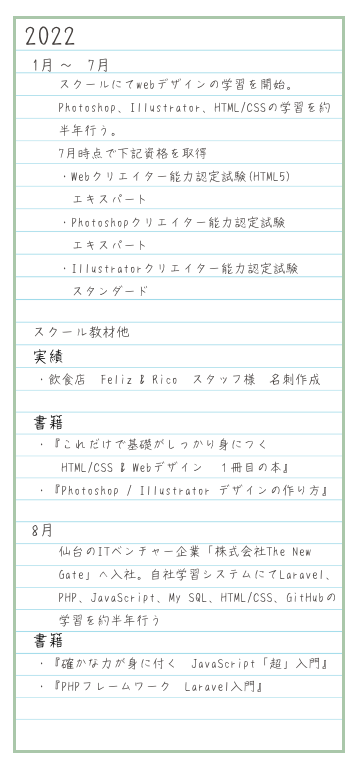 2022
1月 ～ 7月
スクールにてwebデザインの学習を開始。
Photoshop、Illustrator、HTML/CSSの学習を約
半年行う。
7月時点で下記資格を取得
・Webクリエイター能力認定試験(HTML5)
エキスパート
・Photoshopクリエイター能力認定試験
エキスパート
・Illustratorクリエイター能力認定試験
スタンダード
スクール教材他
実績
・飲食店　Feliz & Rico　スタッフ様　名刺作成
書籍
・『これだけで基礎がしっかり身につく
HTML/CSS & Webデザイン　１冊目の本』
・『Photoshop / Illustrator デザインの作り方』
8月
仙台のITベンチャー企業「株式会社The New
Gate」へ入社。自社学習システムにてLaravel、
PHP、JavaScript、My SQL、HTML/CSS、GitHubの
学習を約半年行う
書籍
・『確かな力が身に付く　JavaScript「超」入門』
・『PHPフレームワーク　Laravel入門』